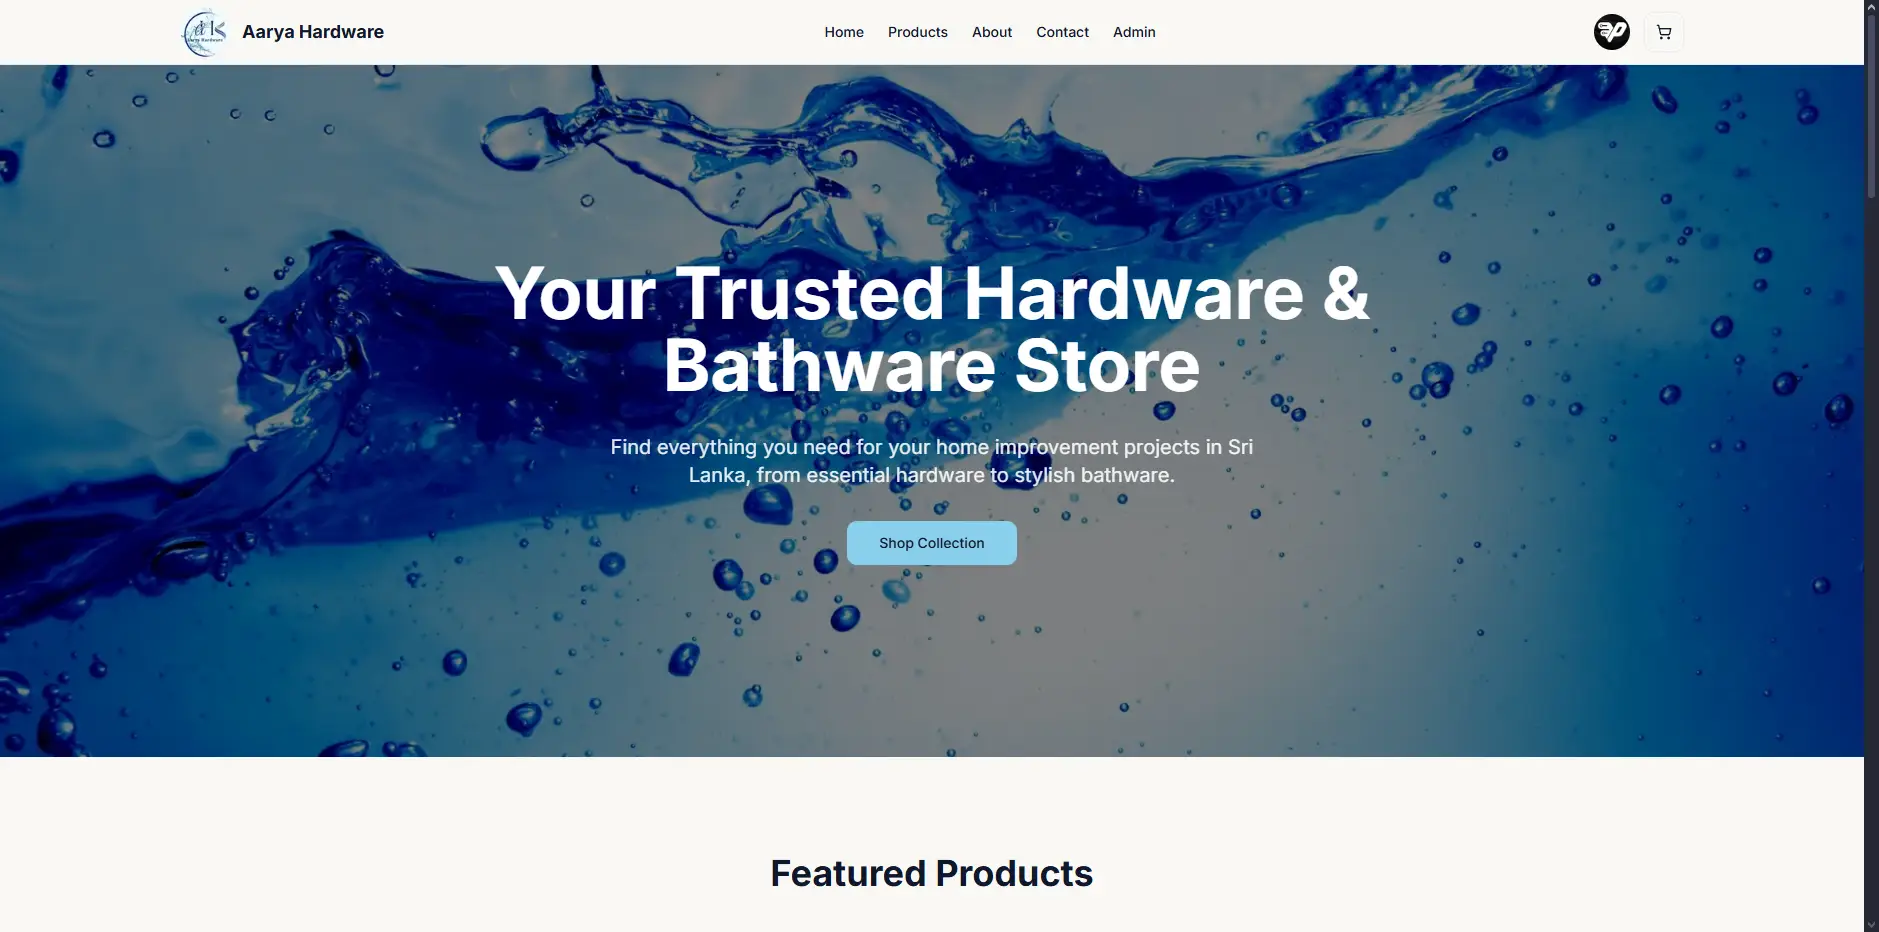 Aarya Hardware
Home
Products
About
Contact
Admin
Your Trusted Hardware &
Bathware Store
Find everything you need for your home improvement projects in Sri
Lanka, from essential hardware to stylish bathware.
Shop Collection
Featured Products